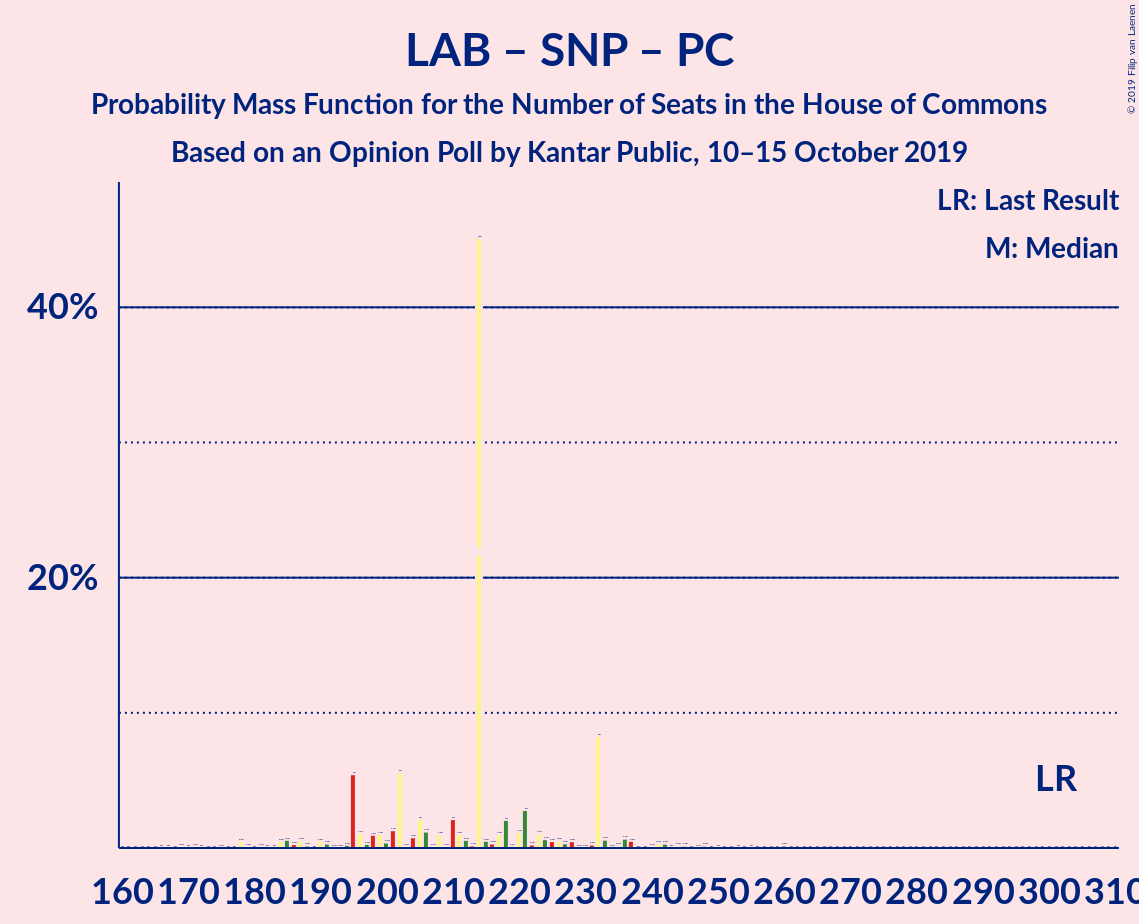 LAB – SNP – PC
Probability Mass Function for the Number of Seats in the House of Commons
Based on an Opinion Poll by Kantar Public, 10–15 October 2019
© 2019 Filip van Laenen
LR: Last Result
M: Median
40%
20%
LR
160 170 180 190 200 210 220 230 240 250 260 270 280 290 300 310